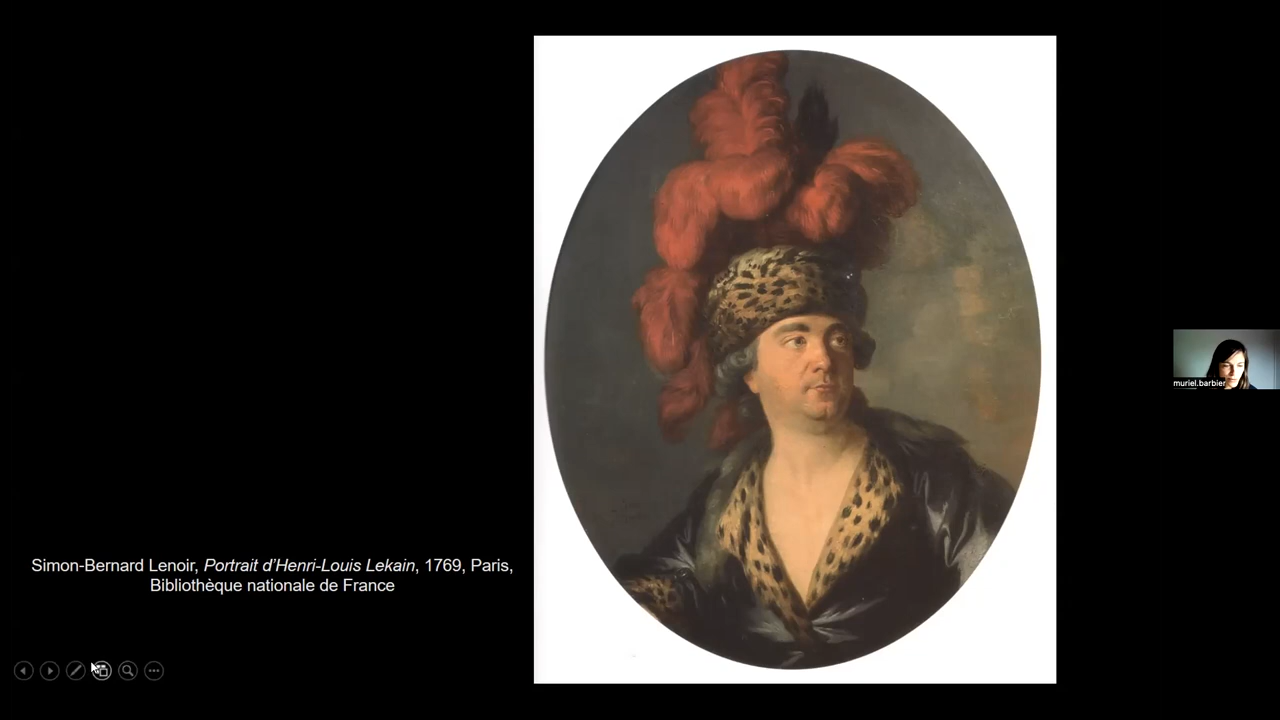 Simon-Bernard Lenoir, Portrait d’Henri-Louis Lekain, 1769, Paris,
Bibliothèque nationale de France
muriel.barbier